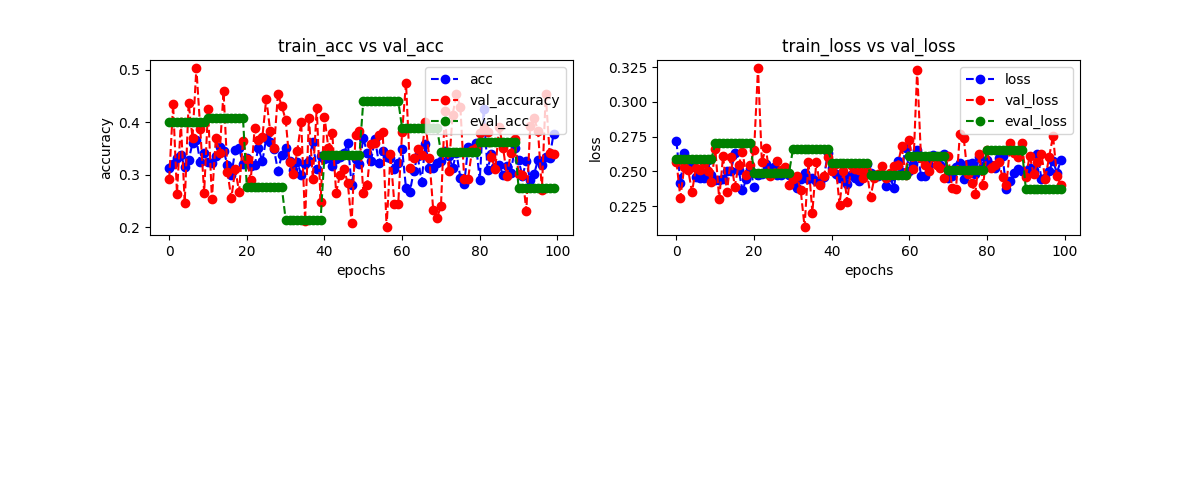 train_acc vs val_acc
accuracy
0.5
0.4
0.3
0.2
acc
val_accuracy
eval_acc
0 20 40 60 80 100
epochs
train_loss vs val_loss
loss
0.325
0.300
0.275
0.250
0.225
loss
val_loss
eval_loss
0 20 40 60 80 100
epochs